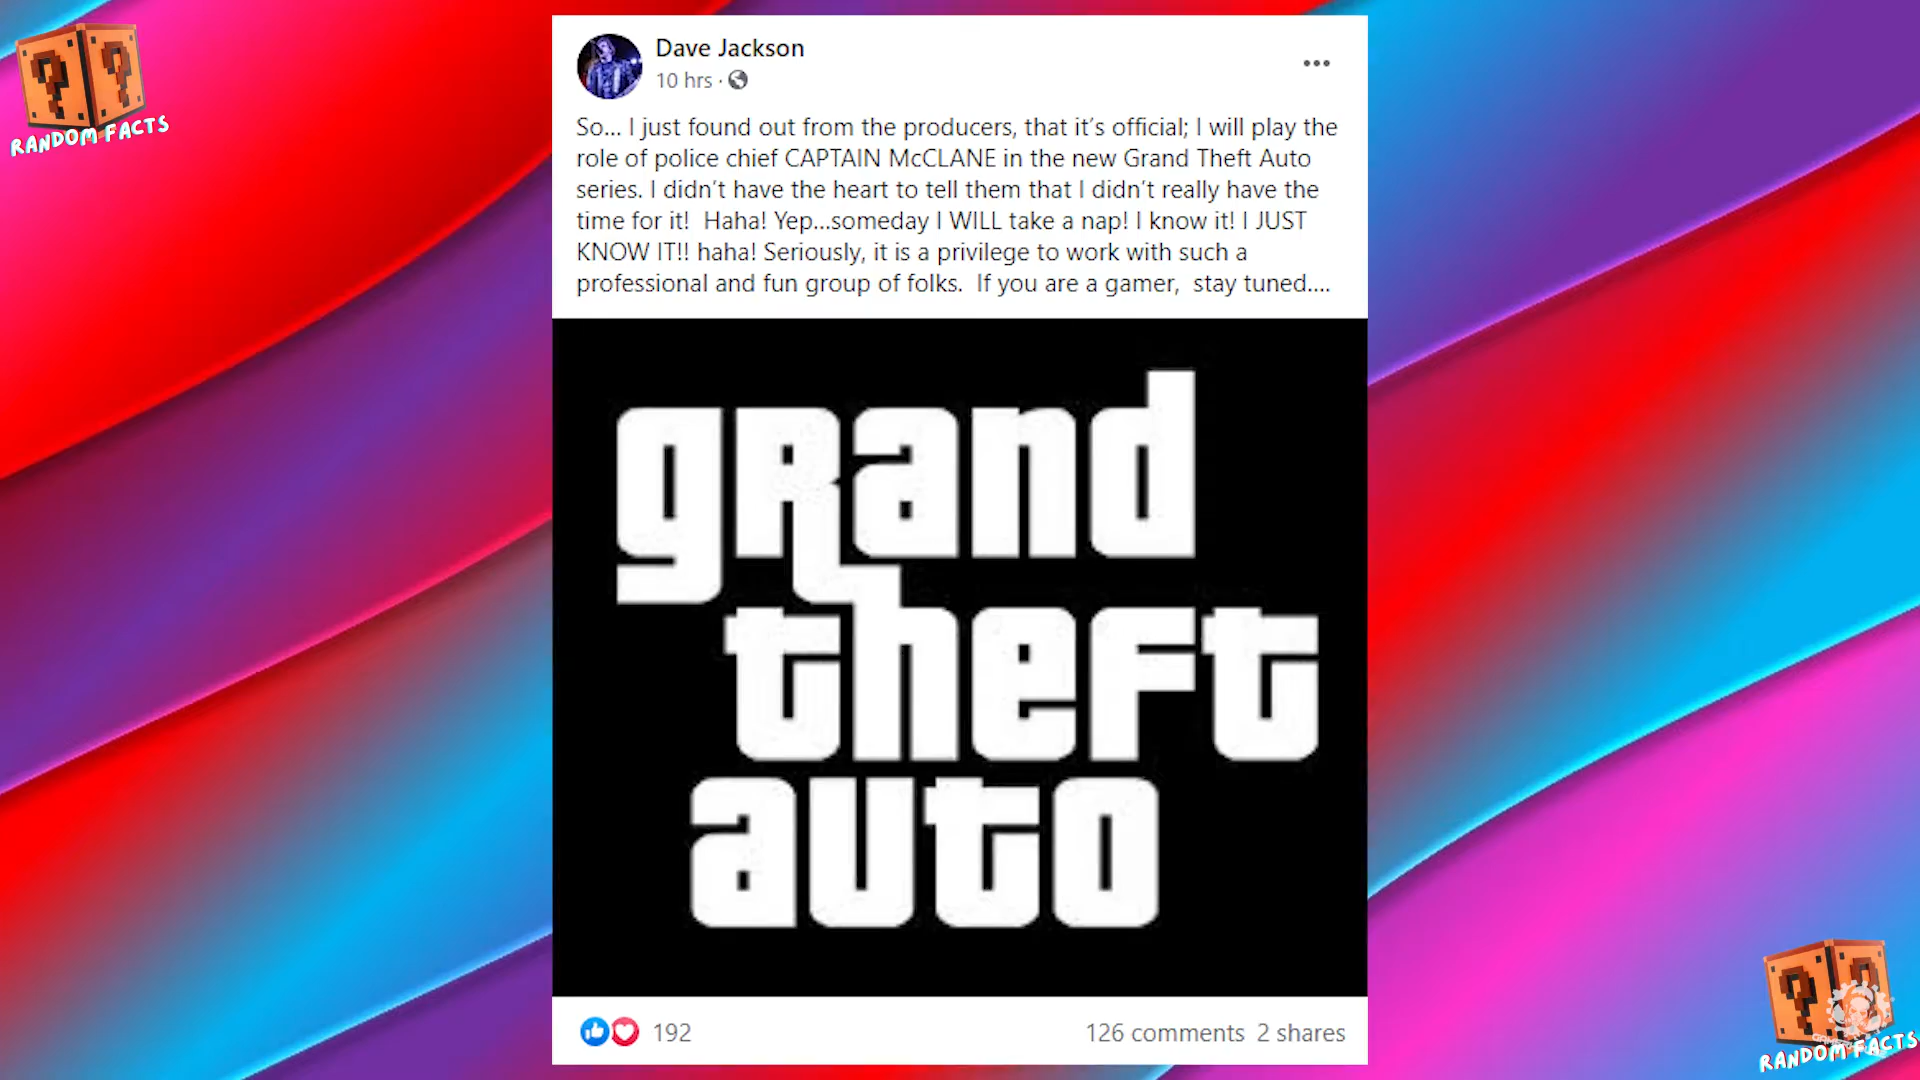 RANDOM FACTS
Dave Jackson
10 hrs ·
So... I just found out from the producers, that it's official; I will play the
role of police chief CAPTAIN McCLANE in the new Grand Theft Auto
series. I didn't have the heart to tell them that I didn't really have the
time for it!  Haha! Yep...someday I WILL take a nap! I know it! I JUST
KNOW IT!! haha! Seriously, it is a privilege to work with such a
professional and fun group of folks.  If you are a gamer,  stay tuned....
grand
theft
auto
192
126 comments 2 shares
RANDOM FACTS